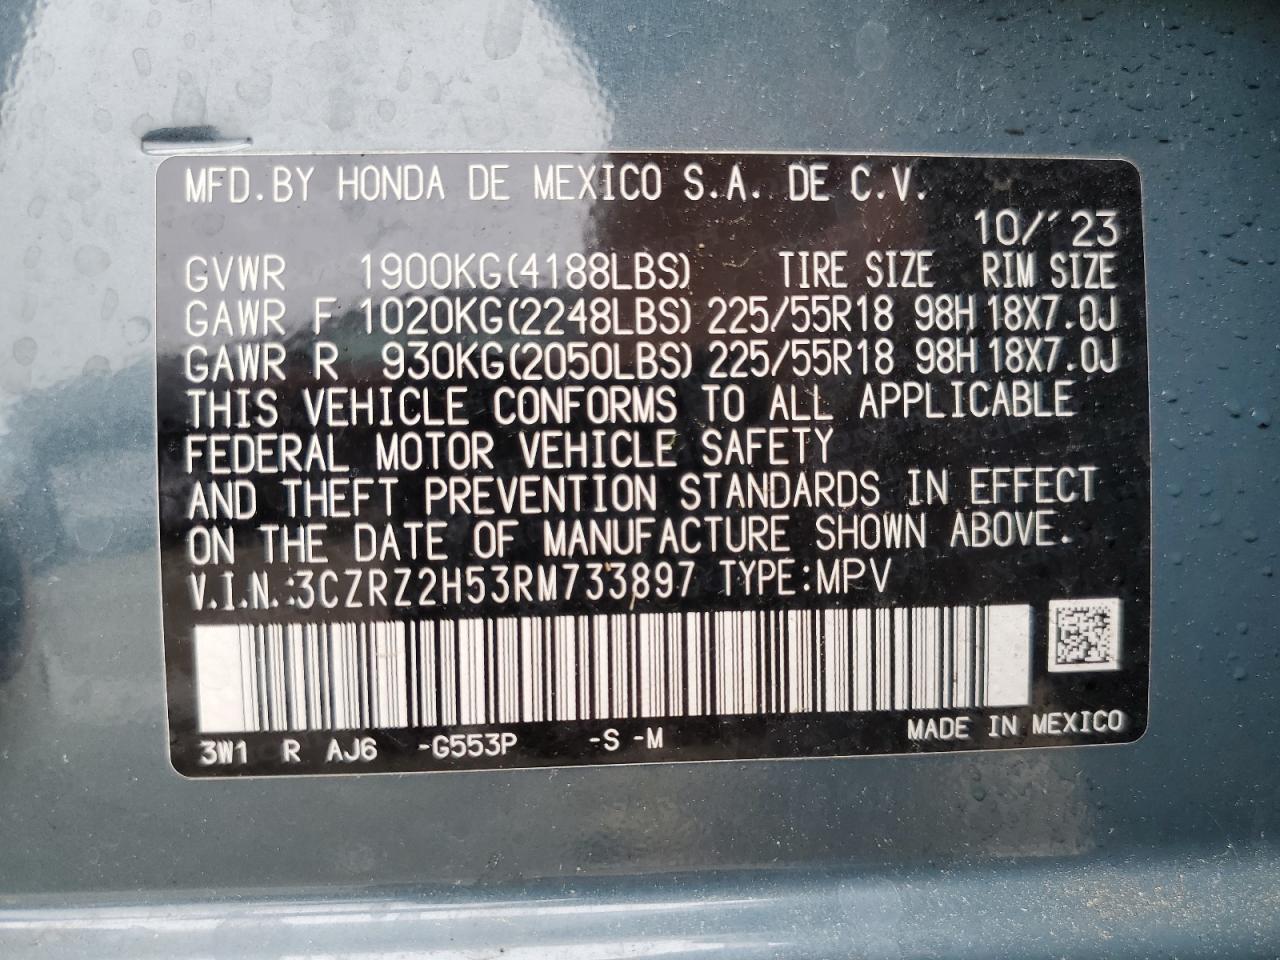 MFD.BY HONDA DE MEXICO S.A. DE C.V.
10/'23
GVWR 1900KG(4188LBS) TIRE SIZE RIM SIZE
GAWR F 1020KG(2248LBS) 225/55R18 98H 18X7.0J
GAWR R 930KG(2050LBS) 225/55R18 98H 18X7.0J
THIS VEHICLE CONFORMS TO ALL APPLICABLE
FEDERAL MOTOR VEHICLE SAFETY
AND THEFT PREVENTION STANDARDS IN EFFECT
ON THE DATE OF MANUFACTURE SHOWN ABOVE.
V.I.N.:3CZRZ2H53RM733897 TYPE:MPV
3W1 R AJ6 -G553P -S -M MADE IN MEXICO